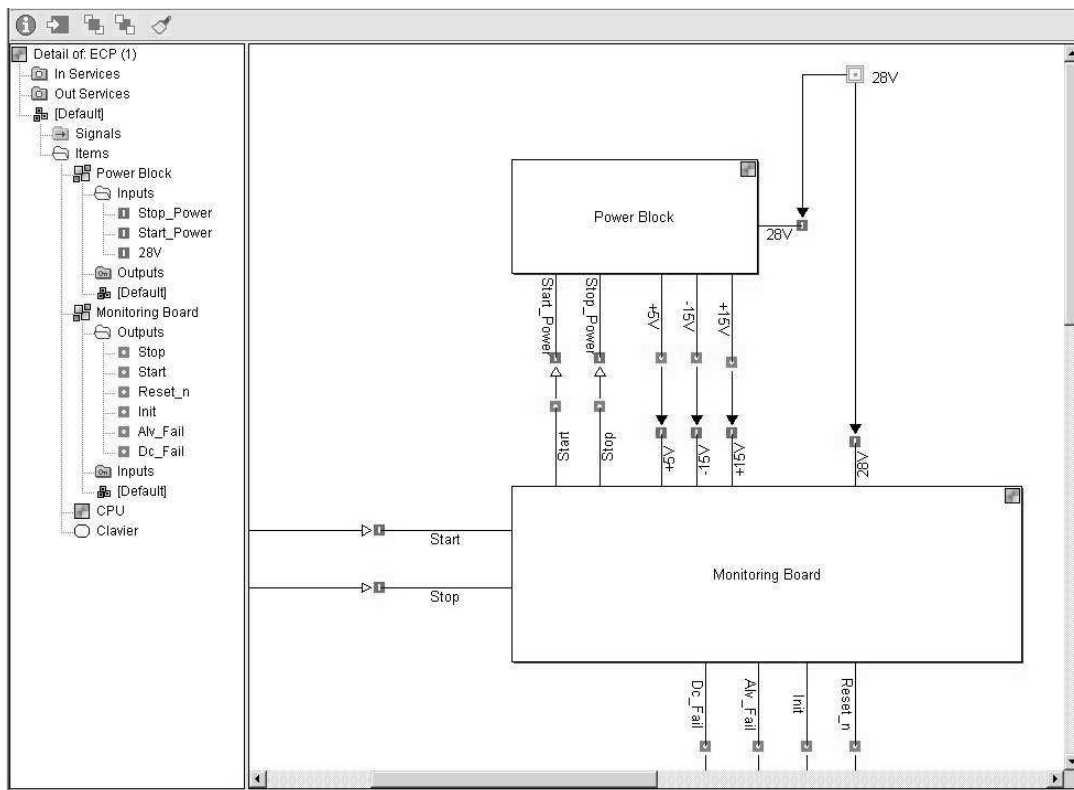 Detail of: ECP (1)
In Services
Out Services
[Default]
Signals
Items
Power Block
Inputs
Stop_Power
Start_Power
28V
Outputs
[Default]
Monitoring Board
Outputs
Stop
Start
Reset_n
Init
Alv_Fail
Dc_Fail
Inputs
[Default]
CPU
Clavier
28V
Power Block
28V
Start_Power
Stop_Power
+5V
-15V
+15V
Start
Stop
+5V
-15V
+15V
28V
Start
Stop
Monitoring Board
Dc_Fail
Alv_Fail
Init
Reset_n